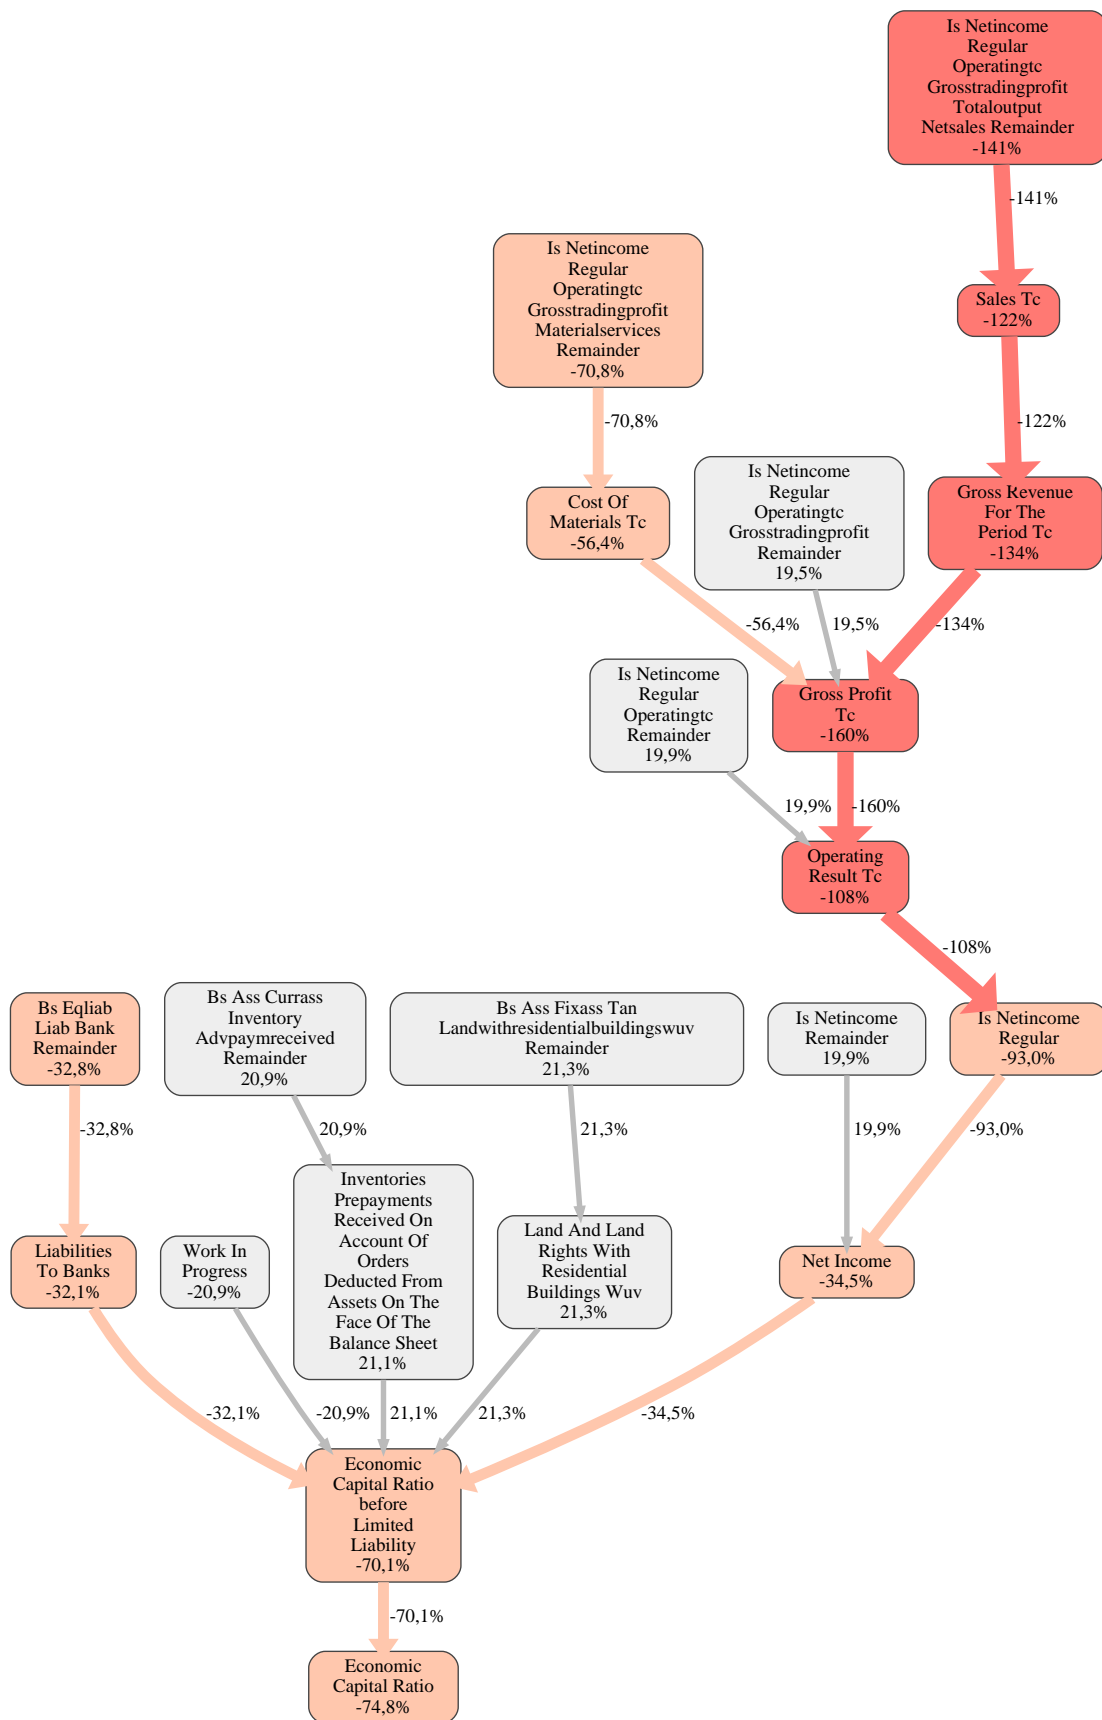 Is Netincome
Regular
Operatingtc
Grosstradingprofit
Totaloutput
Netsales Remainder
-141%
-141%
Is Netincome
Regular
Operatingtc
Grosstradingprofit
Materialservices
Remainder
-70,8%
Sales Tc
-122%
-70,8%
-122%
Is Netincome
Regular
Operatingtc
Grosstradingprofit
Remainder
19,5%
Cost Of
Materials Tc
-56,4%
Gross Revenue
For The
Period Tc
-134%
-56,4%
19,5%
-134%
Is Netincome
Regular
Operatingtc
Remainder
19,9%
Gross Profit
Tc
-160%
19,9%
-160%
Operating
Result Tc
-108%
-108%
Bs Eqliab
Liab Bank
Remainder
-32,8%
Bs Ass Currass
Inventory
Advpaymreceived
Remainder
20,9%
Bs Ass Fixass Tan
Landwithresidentialbuildingswuv
Remainder
21,3%
Is Netincome
Remainder
19,9%
Is Netincome
Regular
-93,0%
-32,8%
20,9%
21,3%
19,9%
-93,0%
Liabilities
To Banks
-32,1%
Work In
Progress
-20,9%
Inventories
Prepayments
Received On
Account Of
Orders
Deducted From
Assets On The
Face Of The
Balance Sheet
21,1%
Land And Land
Rights With
Residential
Buildings Wuv
21,3%
Net Income
-34,5%
-32,1%
-20,9%
21,1%
21,3%
-34,5%
Economic
Capital Ratio
before
Limited
Liability
-70,1%
-70,1%
Economic
Capital Ratio
-74,8%